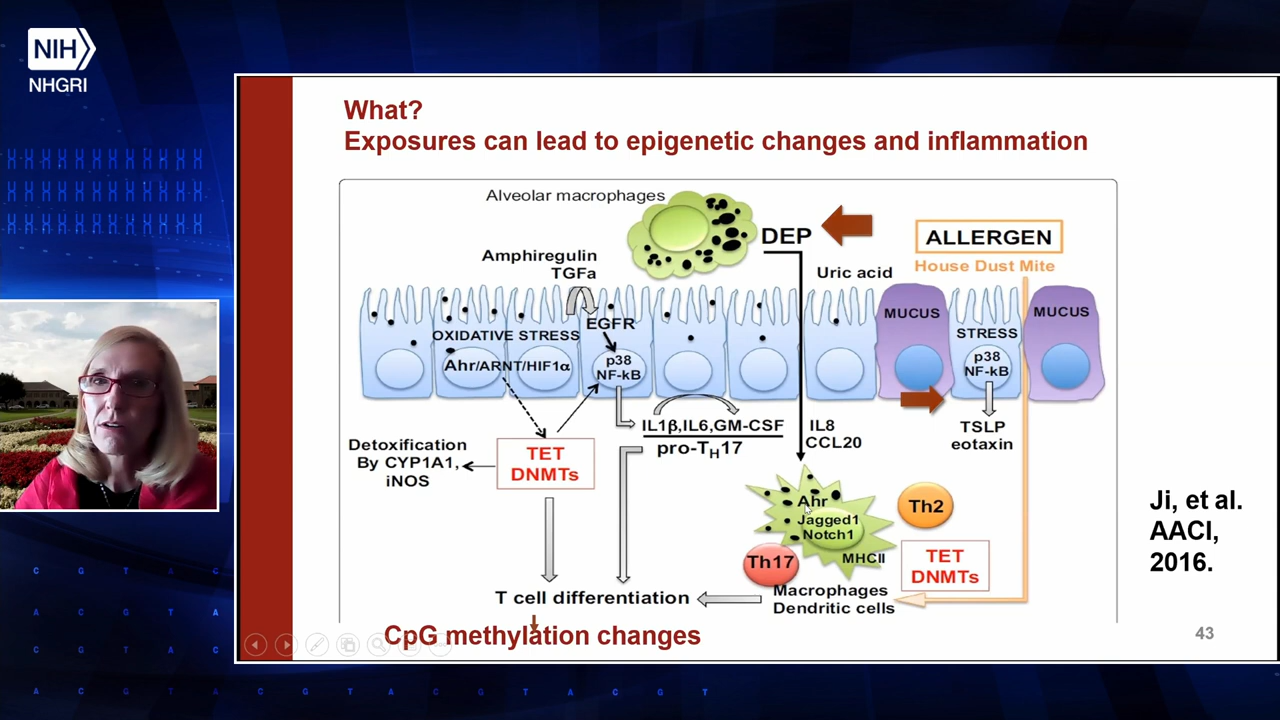 NIH
NHGRI
What?
Exposures can lead to epigenetic changes and inflammation
Alveolar macrophages
DEP
ALLERGEN
House Dust Mite
Amphiregulin
TGFa
Uric acid
EGFR
OXIDATIVE STRESS
Ahr/ARNT/HIF1α
p38
NF-kB
MUCUS
STRESS
p38
NF-kB
MUCUS
IL1β,IL6,GM-CSF
pro-TH17
IL8
CCL20
TSLP
eotaxin
Detoxification
By CYP1A1,
iNOS
TET
DNMTs
Ahr
Jagged1
Notch1
MHCII
Th2
Th17
TET
DNMTs
Macrophages
Dendritic cells
T cell differentiation
CpG methylation changes
Ji, et al.
AACI,
2016.
43
C G T A C
A C G T A
C G T A C
A C G T A C G T A C G T A C G T